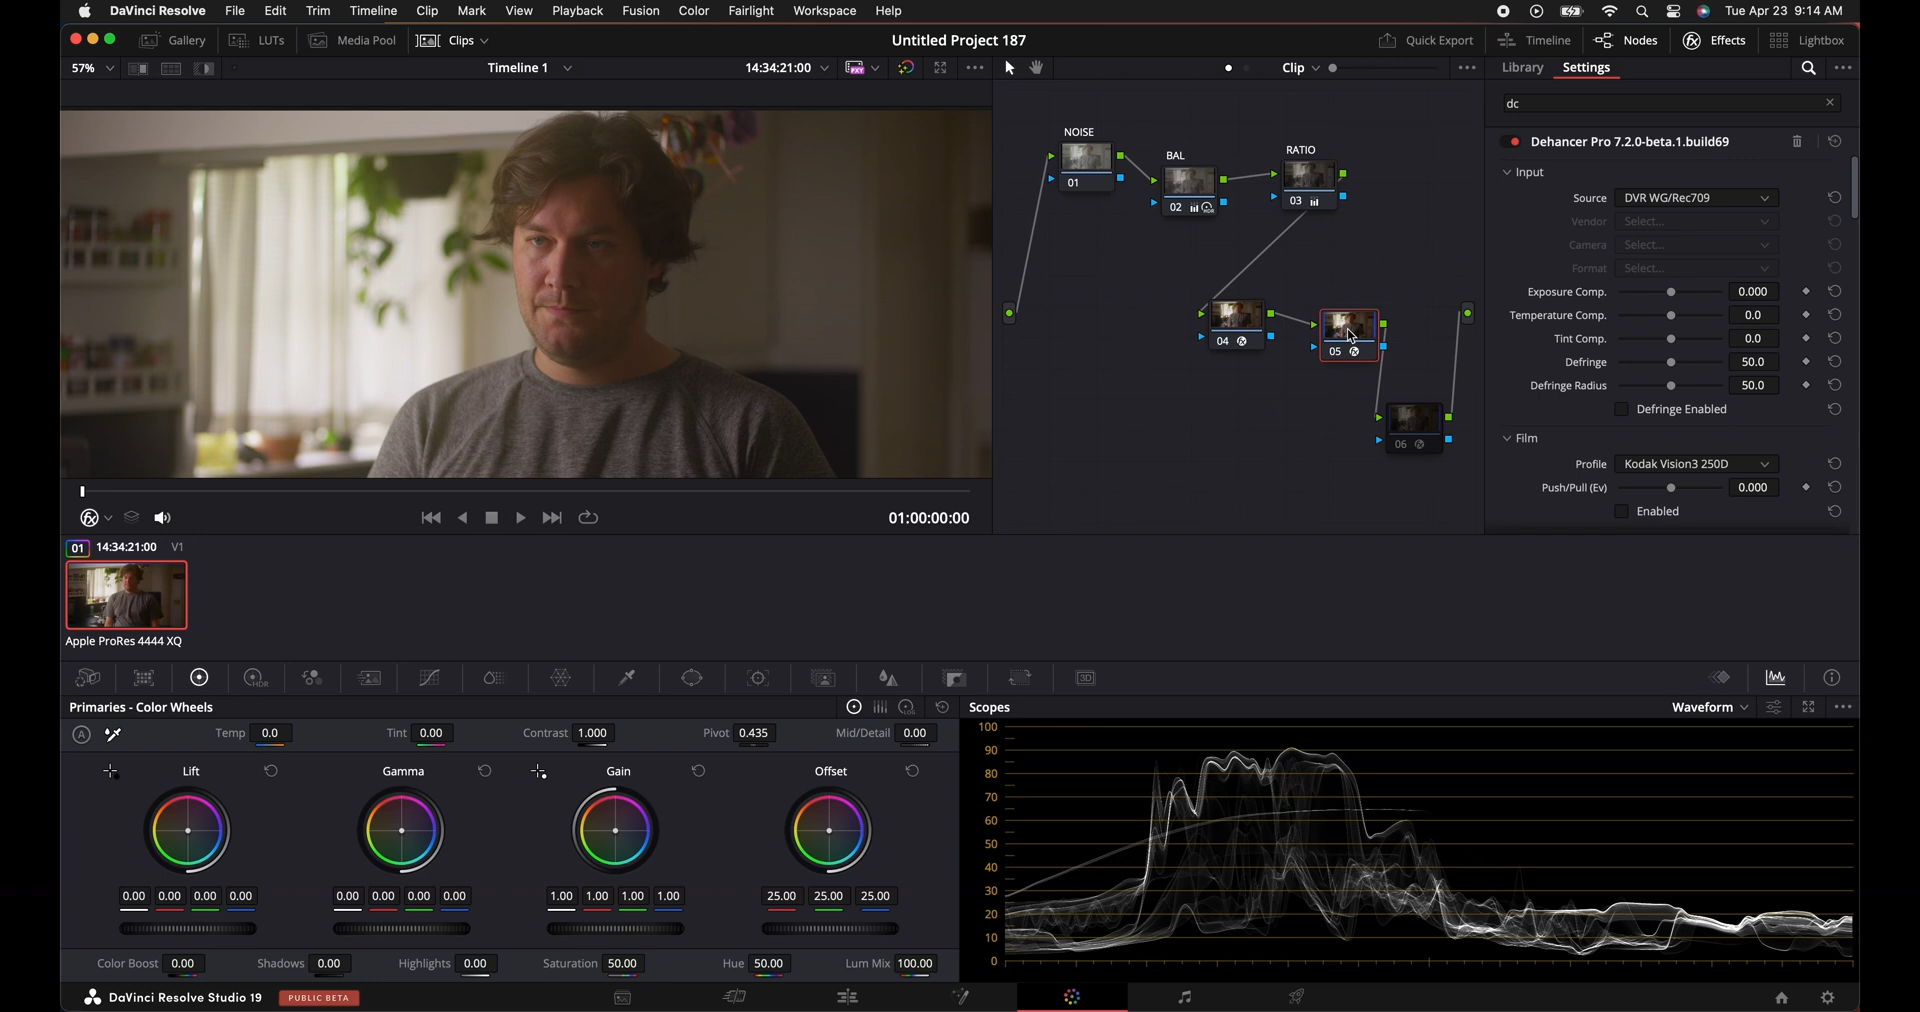 DaVinci Resolve File Edit Trim Timeline Clip Mark View Playback Fusion Color Fairlight Workspace Help Tue Apr 23 9:14 AM
Gallery LUTs Media Pool Clips Untitled Project 187 Quick Export Timeline Nodes Effects Lightbox
57% Timeline 1 14:34:21:00 PXY Clip Library Settings
dc
NOISE
01
BAL
02 HDR
RATIO
03
04
05
06
Dehancer Pro 7.2.0-beta.1.build69
Input
Source DVR WG/Rec709
Vendor Select...
Camera Select...
Format Select...
Exposure Comp. 0.000
Temperature Comp. 0.0
Tint Comp. 0.0
Defringe 50.0
Defringe Radius 50.0
Defringe Enabled
Film
Profile Kodak Vision3 250D
Push/Pull (Ev) 0.000
Enabled
01:00:00:00
01 14:34:21:00 V1
Apple ProRes 4444 XQ
HDR 3D
Primaries - Color Wheels LOG
A Temp 0.0 Tint 0.00 Contrast 1.000 Pivot 0.435 Mid/Detail 0.00
Lift Gamma Gain Offset
0.00 0.00 0.00 0.00 0.00 0.00 0.00 0.00 1.00 1.00 1.00 1.00 25.00 25.00 25.00
Color Boost 0.00 Shadows 0.00 Highlights 0.00 Saturation 50.00 Hue 50.00 Lum Mix 100.00
Scopes Waveform
100
90
80
70
60
50
40
30
20
10
0
DaVinci Resolve Studio 19 PUBLIC BETA